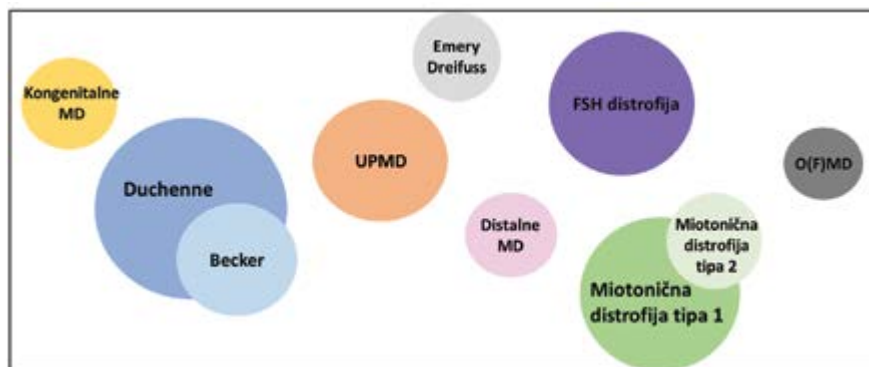 Kongenitalne
MD
Duchenne
Becker
UPMD
Emery
Dreifuss
Distalne
MD
FSH distrofija
Miotonična
distrofija
tipa 2
Miotonična
distrofija tipa 1
O(F)MD